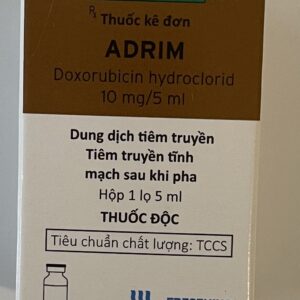 Rx Thuốc kê đơn
ADRIM
Doxorubicin hydroclorid
10 mg/5 ml
Dung dịch tiêm truyền
Tiêm truyền tĩnh
mạch sau khi pha
Hộp 1 lọ 5 ml
THUỐC ĐỘC
Tiêu chuẩn chất lượng: TCCS